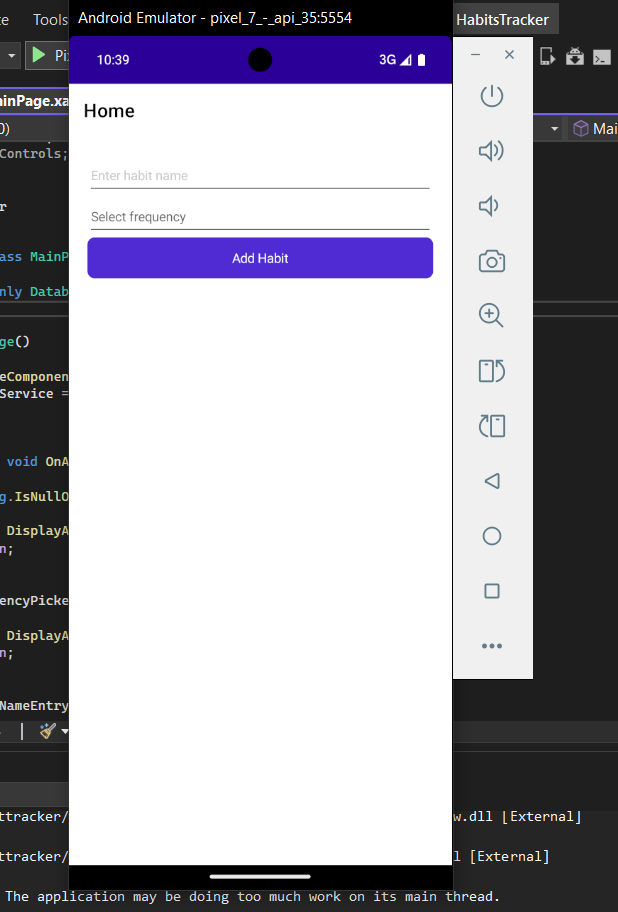 Tools
Android Emulator - pixel_7_-_api_35:5554
HabitsTracker
10:39
3G
Pi
ainPage.xa
Home
0)
Mai
Controls;
Enter habit name
r
Select frequency
ass MainP
Add Habit
nly Datab
ge()
eComponen
Service =
void OnA
g.IsNullO
DisplayA
n;
encyPicke
DisplayA
n;
NameEntry
ttracker/
w.dll [External]
ttracker/
l [External]
The application may be doing too much work on its main thread.